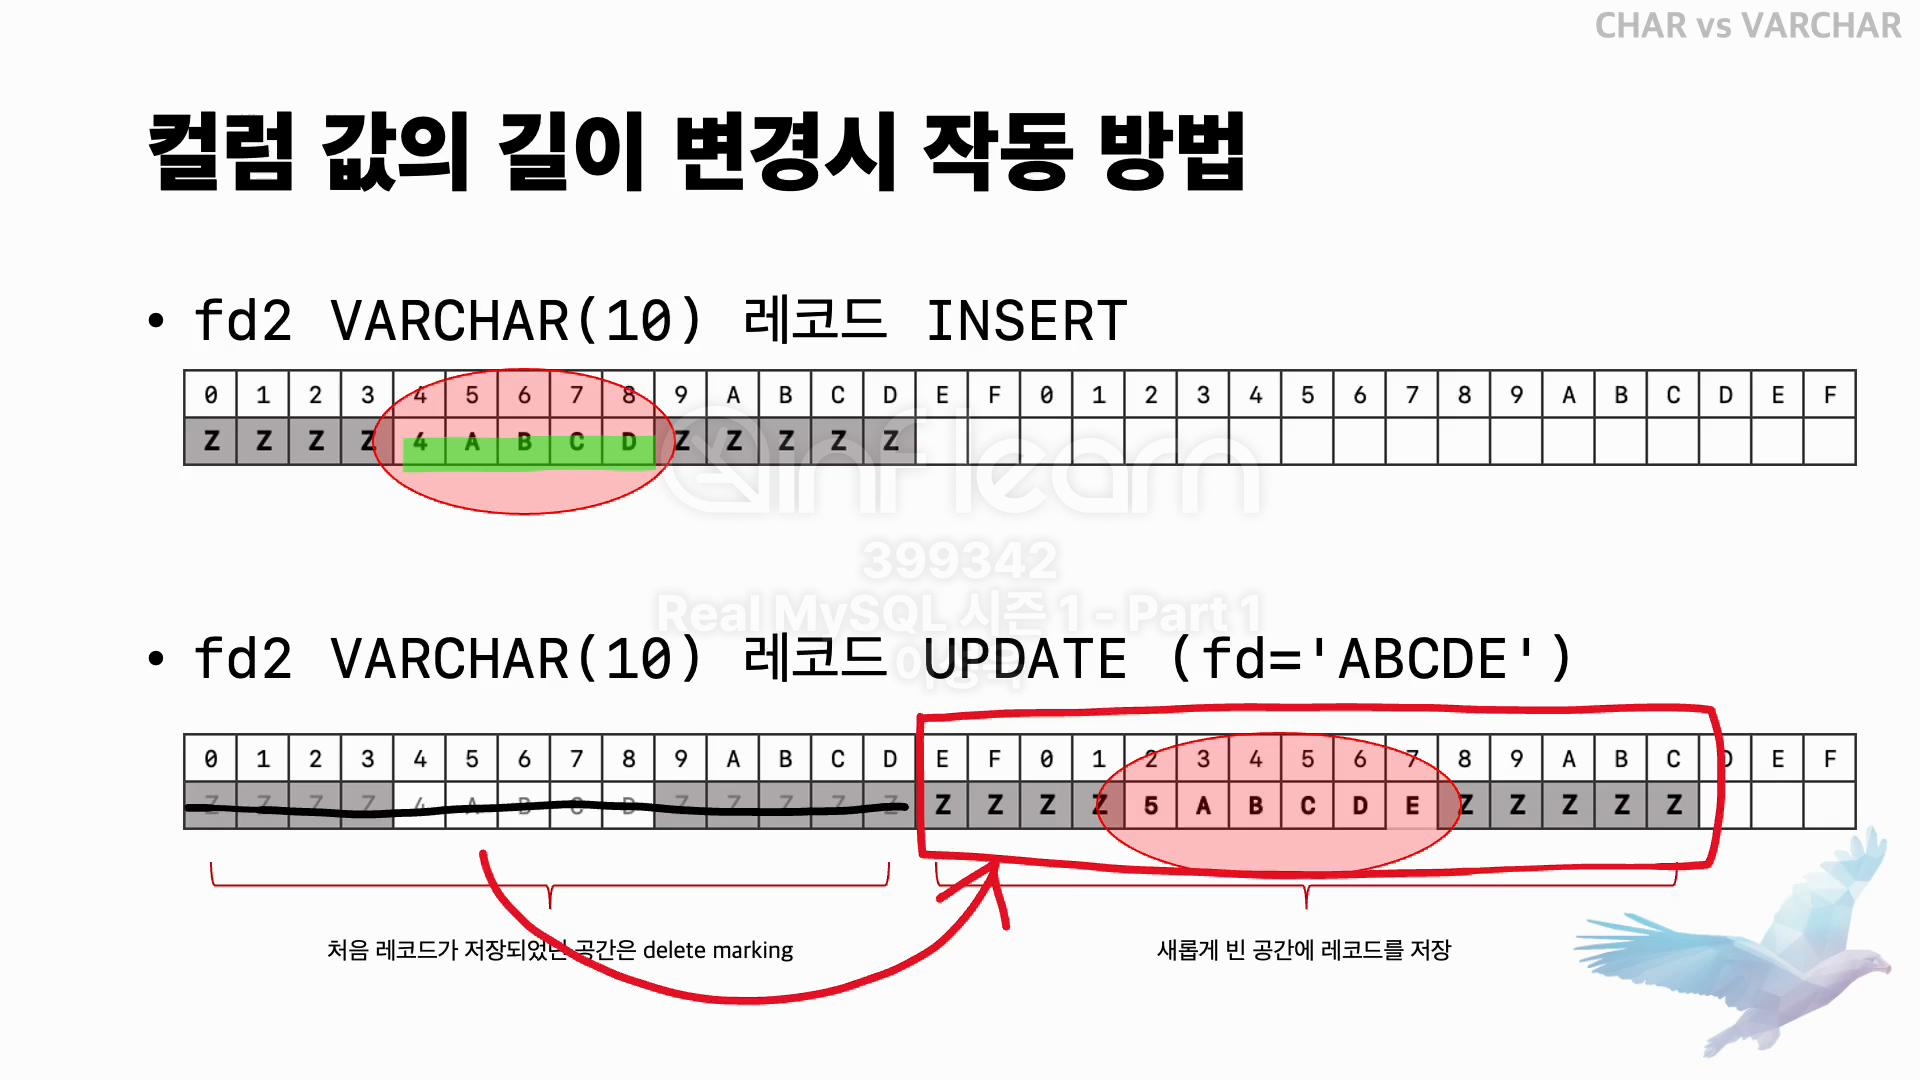 CHAR vs VARCHAR
컬럼 값의 길이 변경시 작동 방법
• fd2 VARCHAR(10) 레코드 INSERT
0 1 2 3 4 5 6 7 8 9 A B C D E F 0 1 2 3 4 5 6 7 8 9 A B C D E F
Z Z Z Z 4 A B C D Z Z Z Z Z
inflearn
399342
Real MySQL 시즌 1 - Part 1
• fd2 VARCHAR(10) 레코드 UPDATE (fd='ABCDE')
0 1 2 3 4 5 6 7 8 9 A B C D E F 0 1 2 3 4 5 6 7 8 9 A B C D E F
Z Z Z Z 4 A B C D Z Z Z Z Z Z Z Z Z 5 A B C D E Z Z Z Z Z
처음 레코드가 저장되었던 공간은 delete marking
새롭게 빈 공간에 레코드를 저장